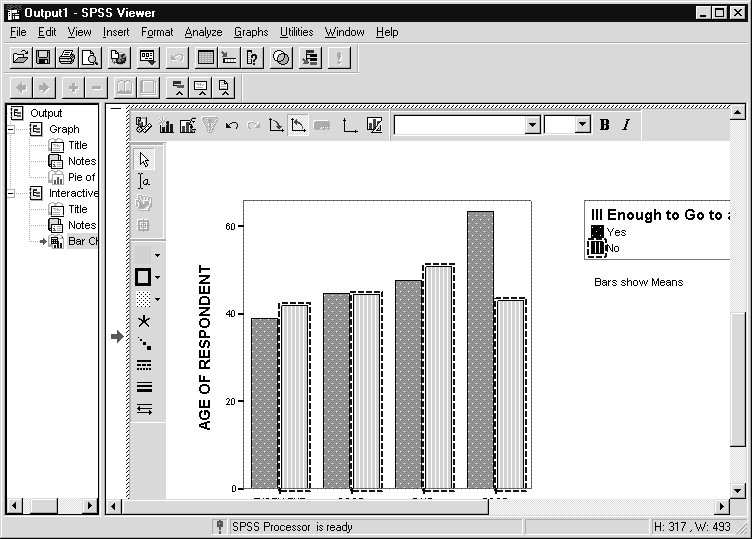 Output1 - SPSS Viewer
File Edit View Insert Format Analyze Graphs Utilities Window Help
Output
Graph
Title
Notes
Pie of
Interactive
Title
Notes
Bar Ch
B I
a
Ill Enough to Go to a
Yes
No
Bars show Means
60
40
20
0
AGE OF RESPONDENT
SPSS Processor is ready
H: 317 , W: 493